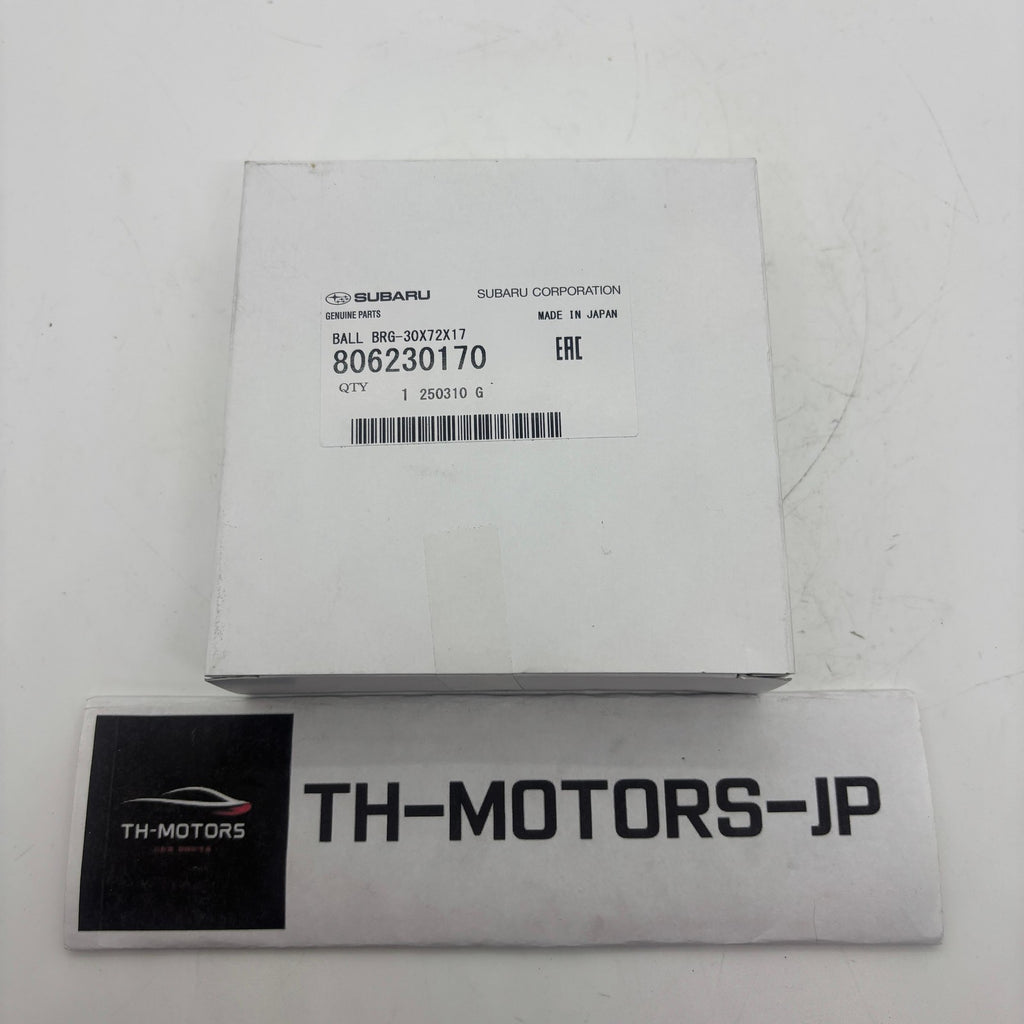 SUBARU SUBARU CORPORATION
GENUINE PARTS MADE IN JAPAN
BALL BRG-30X72X17
806230170 EAC
QTY 1 250310 G
TH-MOTORS
TH-MOTORS-JP